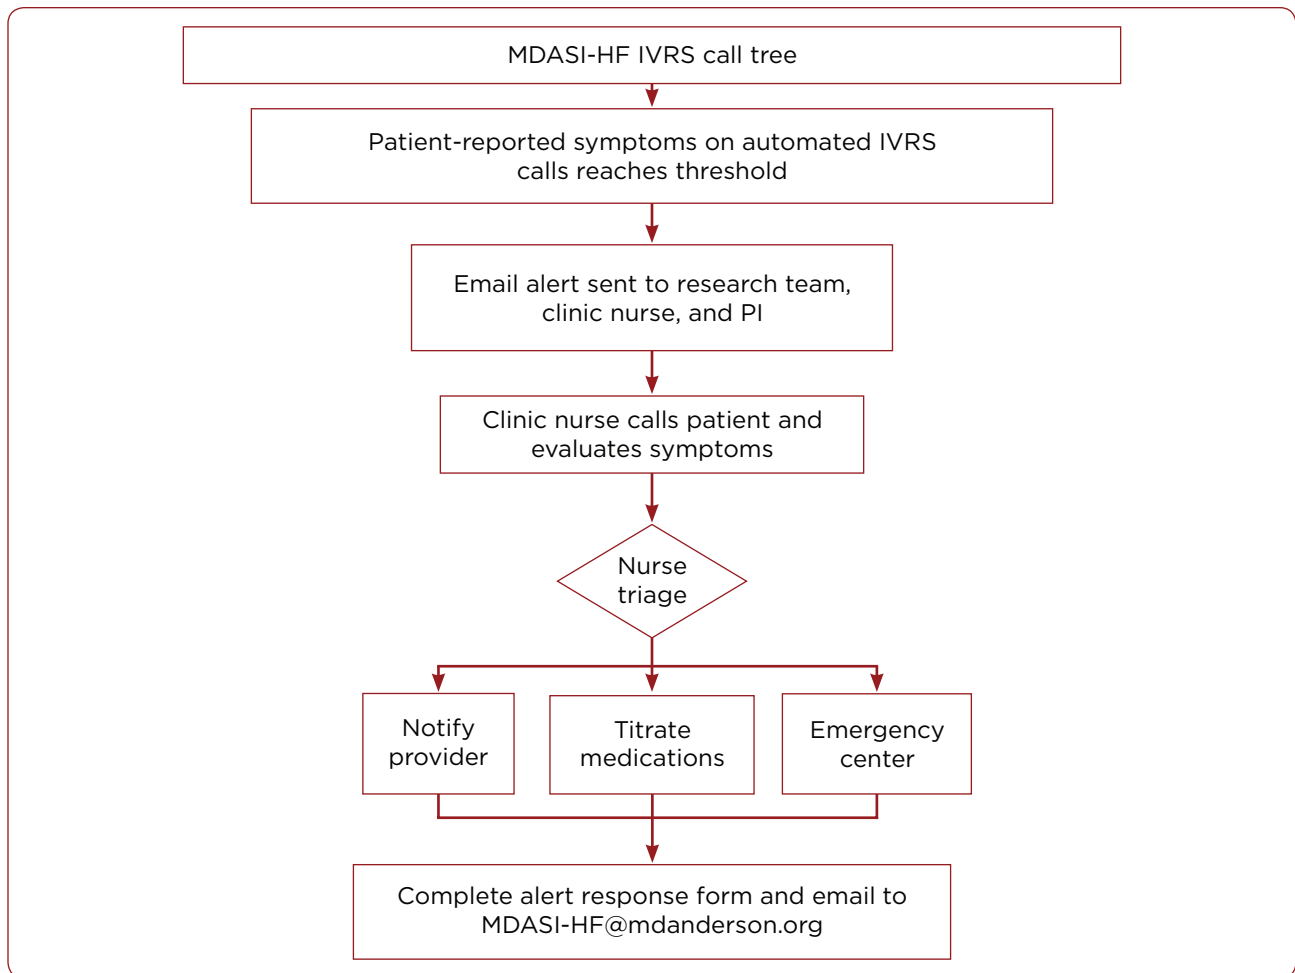 MDASI-HF IVRS call tree
Patient-reported symptoms on automated IVRS
calls reaches threshold
Email alert sent to research team,
clinic nurse, and PI
Clinic nurse calls patient and
evaluates symptoms
Nurse
triage
Notify
provider
Titrate
medications
Emergency
center
Complete alert response form and email to
MDASI-HF@mdanderson.org